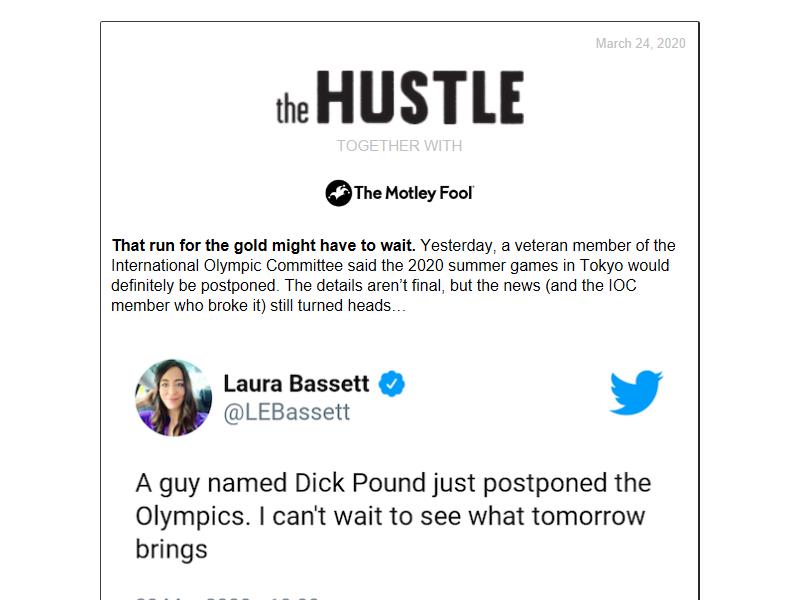 March 24, 2020
the HUSTLE
TOGETHER WITH
The Motley Fool
That run for the gold might have to wait. Yesterday, a veteran member of the
International Olympic Committee said the 2020 summer games in Tokyo would
definitely be postponed. The details aren’t final, but the news (and the IOC
member who broke it) still turned heads…
Laura Bassett
@LEBassett
A guy named Dick Pound just postponed the
Olympics. I can't wait to see what tomorrow
brings